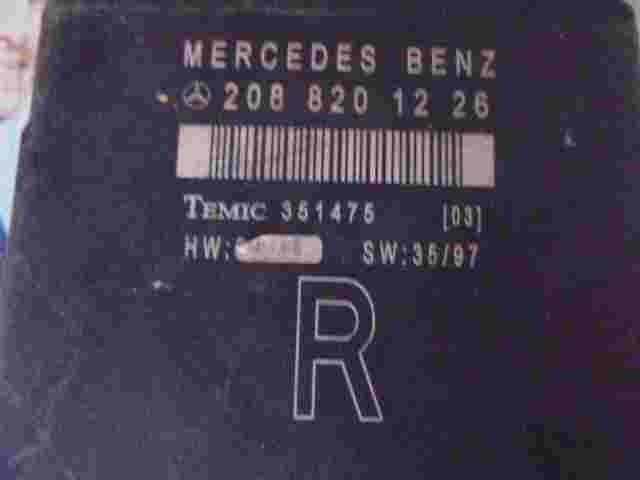 MERCEDES BENZ
208 820 12 26
TEMIC 351475 [03]
HW: SW:35/97
R